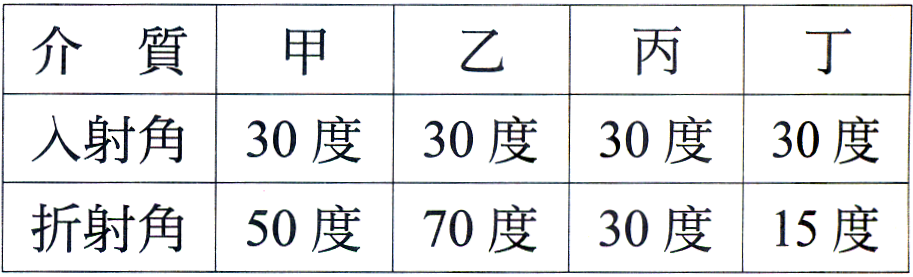 介　質 甲 乙 丙 丁
入射角 30 度 30 度 30 度 30 度
折射角 50 度 70 度 30 度 15 度